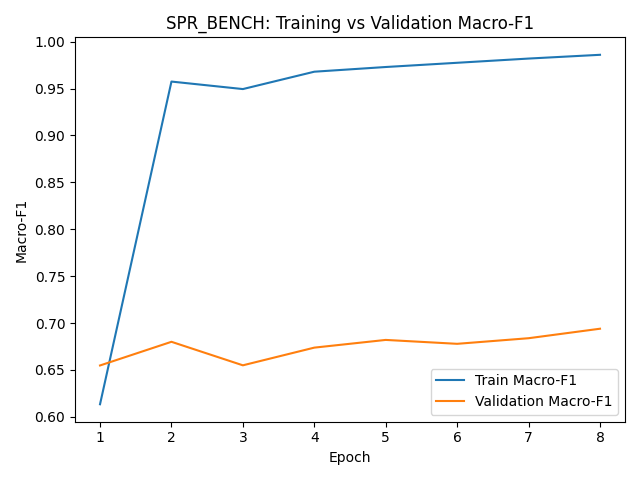 SPR_BENCH: Training vs Validation Macro-F1
Macro-F1
1.00
0.95
0.90
0.85
0.80
0.75
0.70
0.65
0.60
1 2 3 4 5 6 7 8
Epoch
Train Macro-F1
Validation Macro-F1